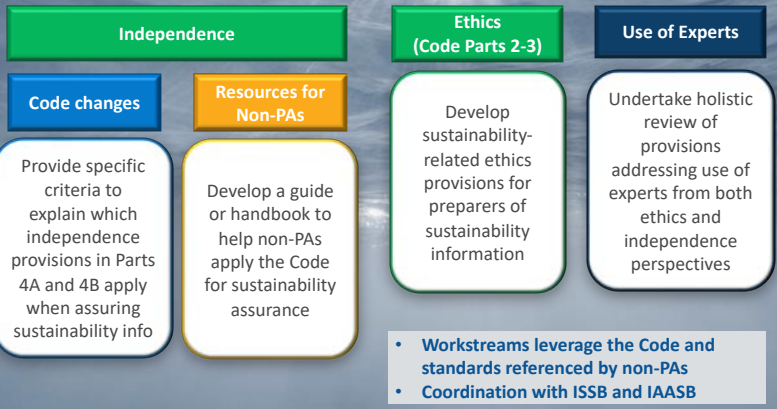 Independence
Code changes
Provide specific
criteria to
explain which
independence
provisions in Parts
4A and 4B apply
when assuring
sustainability info
Resources for
Non-PAs
Develop a guide
or handbook to
help non-PAs
apply the Code
for sustainability
assurance
Ethics
(Code Parts 2-3)
Develop
sustainability-
related ethics
provisions for
preparers of
sustainability
information
Use of Experts
Undertake holistic
review of
provisions
addressing use of
experts from both
ethics and
independence
perspectives
• Workstreams leverage the Code and
standards referenced by non-PAs
• Coordination with ISSB and IAASB